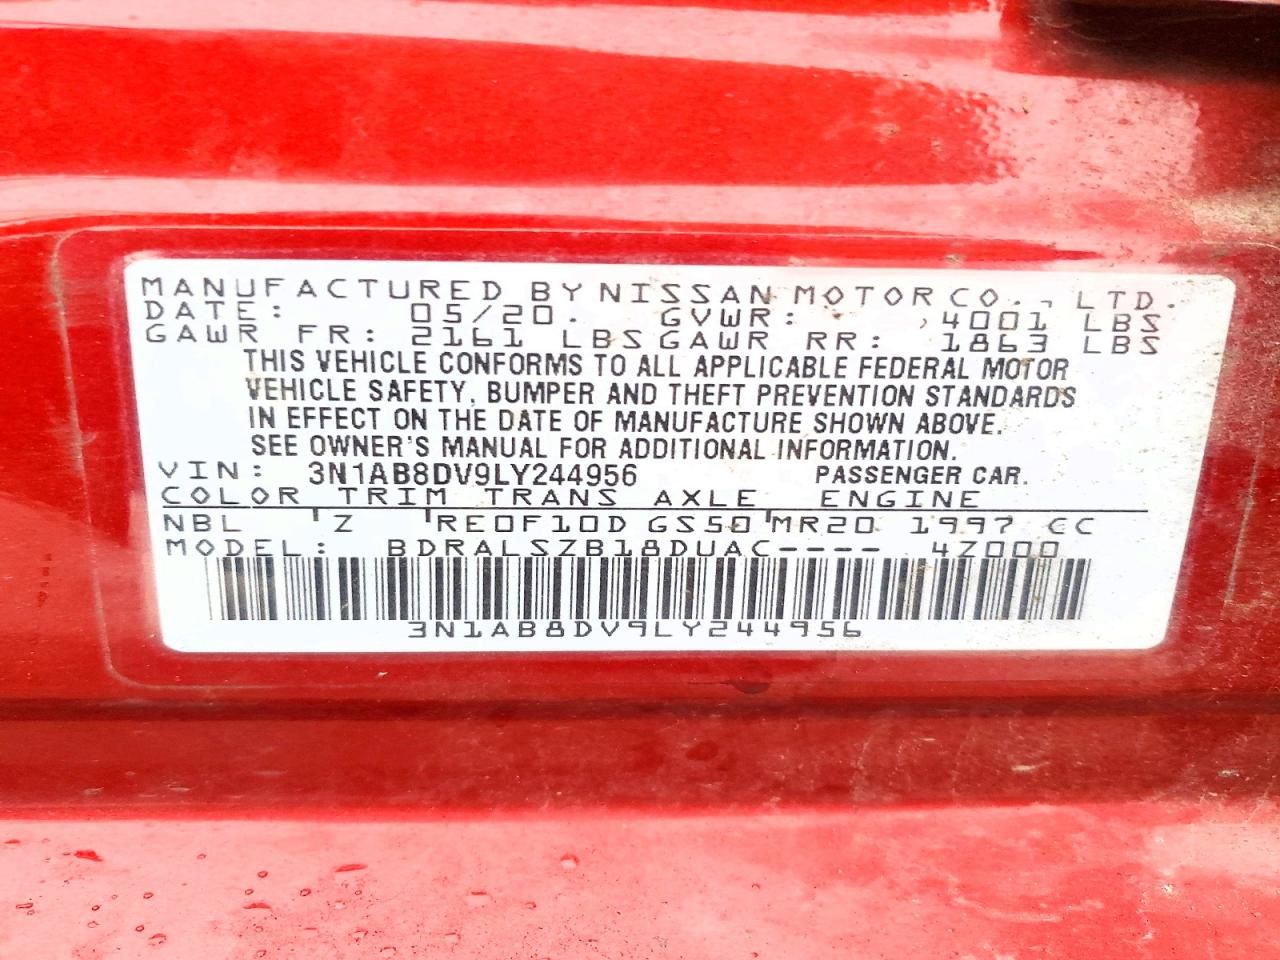 MANUFACTURED BY NISSAN MOTOR CO., LTD.
DATE: 05/20. GVWR: 4001 LBS
GAWR FR: 2161 LBS GAWR RR: 1863 LBS
THIS VEHICLE CONFORMS TO ALL APPLICABLE FEDERAL MOTOR
VEHICLE SAFETY, BUMPER AND THEFT PREVENTION STANDARDS
IN EFFECT ON THE DATE OF MANUFACTURE SHOWN ABOVE.
SEE OWNER'S MANUAL FOR ADDITIONAL INFORMATION.
VIN: 3N1AB8DV9LY244956 PASSENGER CAR.
COLOR TRIM TRANS AXLE ENGINE
NBL Z RE0F10D GS50 MR20 1997 CC
MODEL: BDRALSZB18DUAC---- 4Z000
3N1AB8DV9LY244956